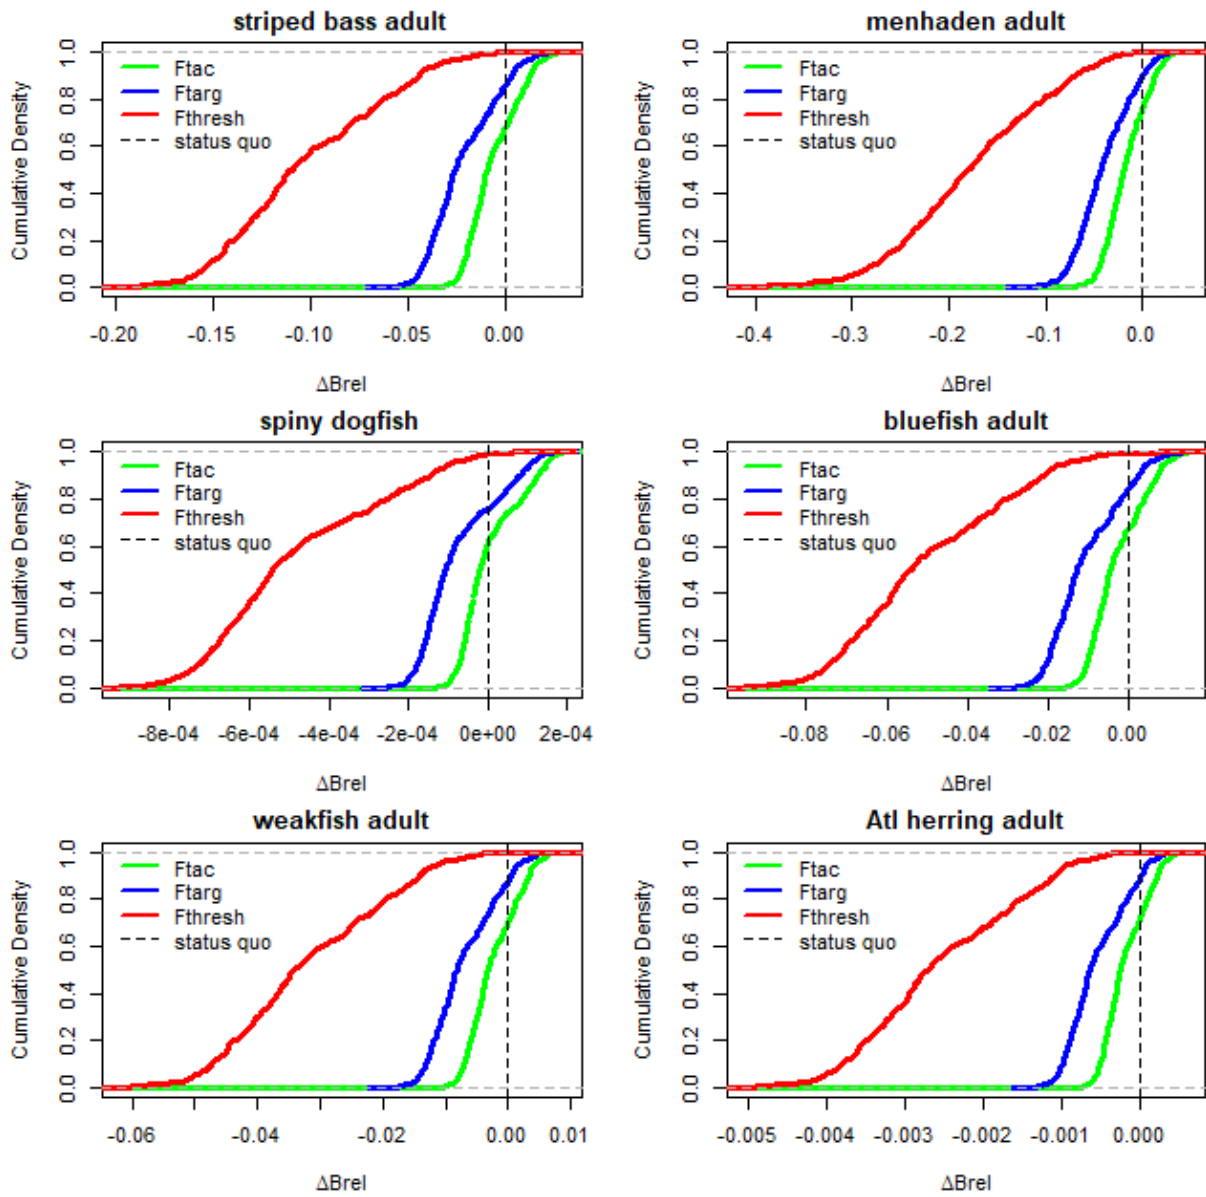 striped bass adult
Cumulative Density
1.0
0.8
0.6
0.4
0.2
0.0
Ftac
Ftarg
Fthresh
status quo
-0.20 -0.15 -0.10 -0.05 0.00
ΔBrel
menhaden adult
Cumulative Density
1.0
0.8
0.6
0.4
0.2
0.0
Ftac
Ftarg
Fthresh
status quo
-0.4 -0.3 -0.2 -0.1 0.0
ΔBrel
spiny dogfish
Cumulative Density
1.0
0.8
0.6
0.4
0.2
0.0
Ftac
Ftarg
Fthresh
status quo
-8e-04 -6e-04 -4e-04 -2e-04 0e+00 2e-04
ΔBrel
bluefish adult
Cumulative Density
1.0
0.8
0.6
0.4
0.2
0.0
Ftac
Ftarg
Fthresh
status quo
-0.08 -0.06 -0.04 -0.02 0.00
ΔBrel
weakfish adult
Cumulative Density
1.0
0.8
0.6
0.4
0.2
0.0
Ftac
Ftarg
Fthresh
status quo
-0.06 -0.04 -0.02 0.00 0.01
ΔBrel
Atl herring adult
Cumulative Density
1.0
0.8
0.6
0.4
0.2
0.0
Ftac
Ftarg
Fthresh
status quo
-0.005 -0.004 -0.003 -0.002 -0.001 0.000
ΔBrel